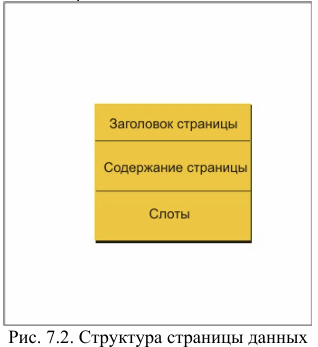 Заголовок страницы
Содержание страницы
Слоты
Рис. 7.2. Структура страницы данных